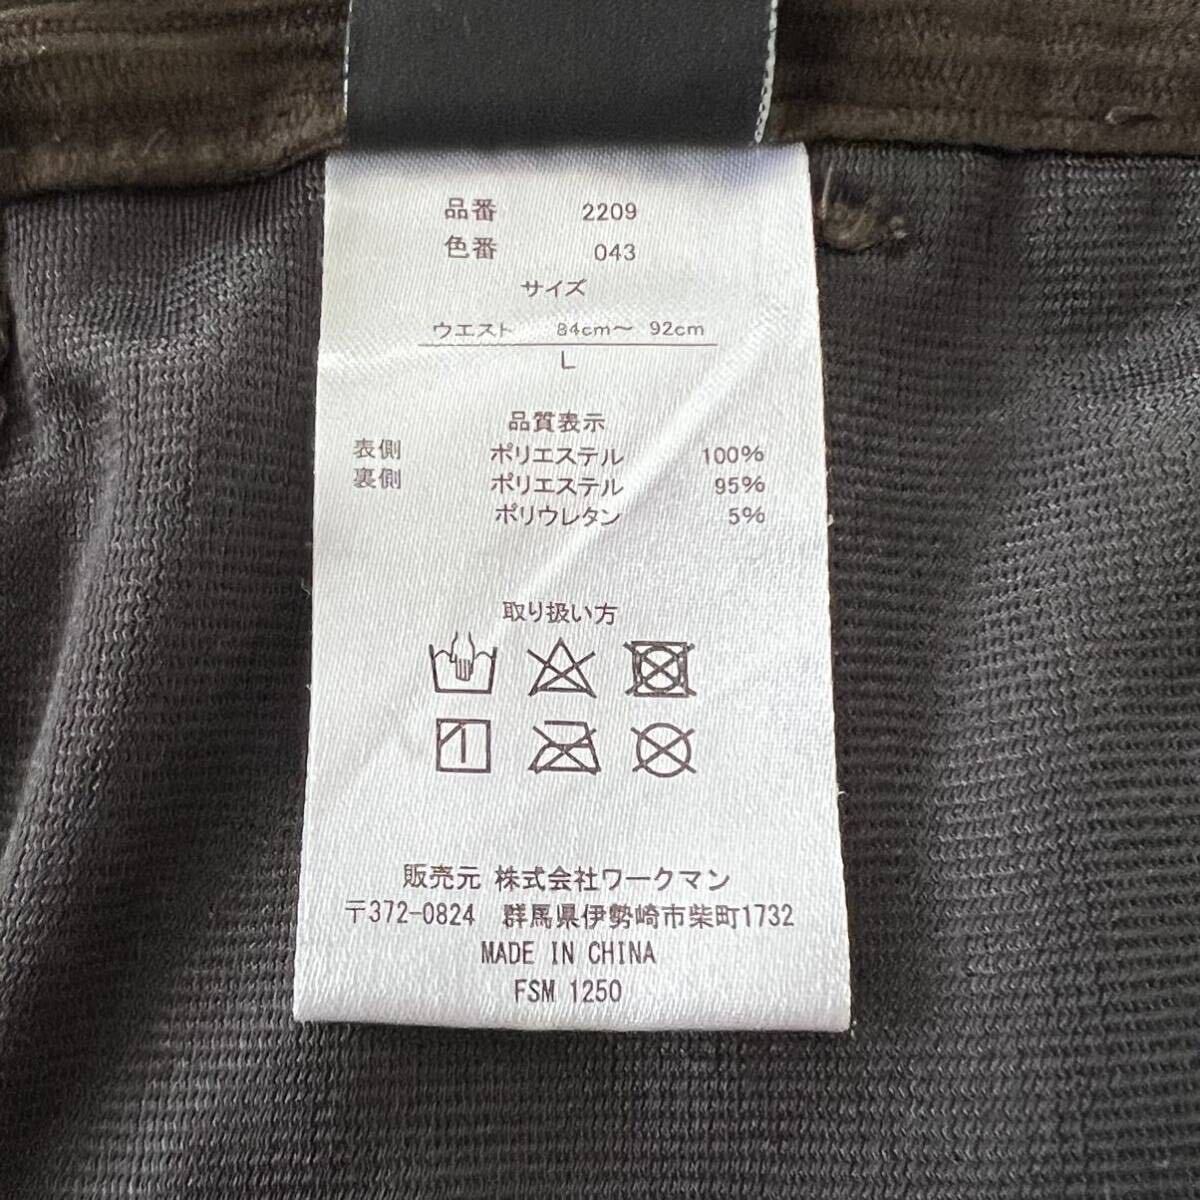 品番 2209
色番 043
サイズ
ウエスト 84cm〜 92cm
L
品質表示
表側 ポリエステル 100%
裏側 ポリエステル 95%
ポリウレタン 5%
取り扱い方
販売元 株式会社ワークマン
〒372-0824 群馬県伊勢崎市柴町1732
MADE IN CHINA
FSM 1250